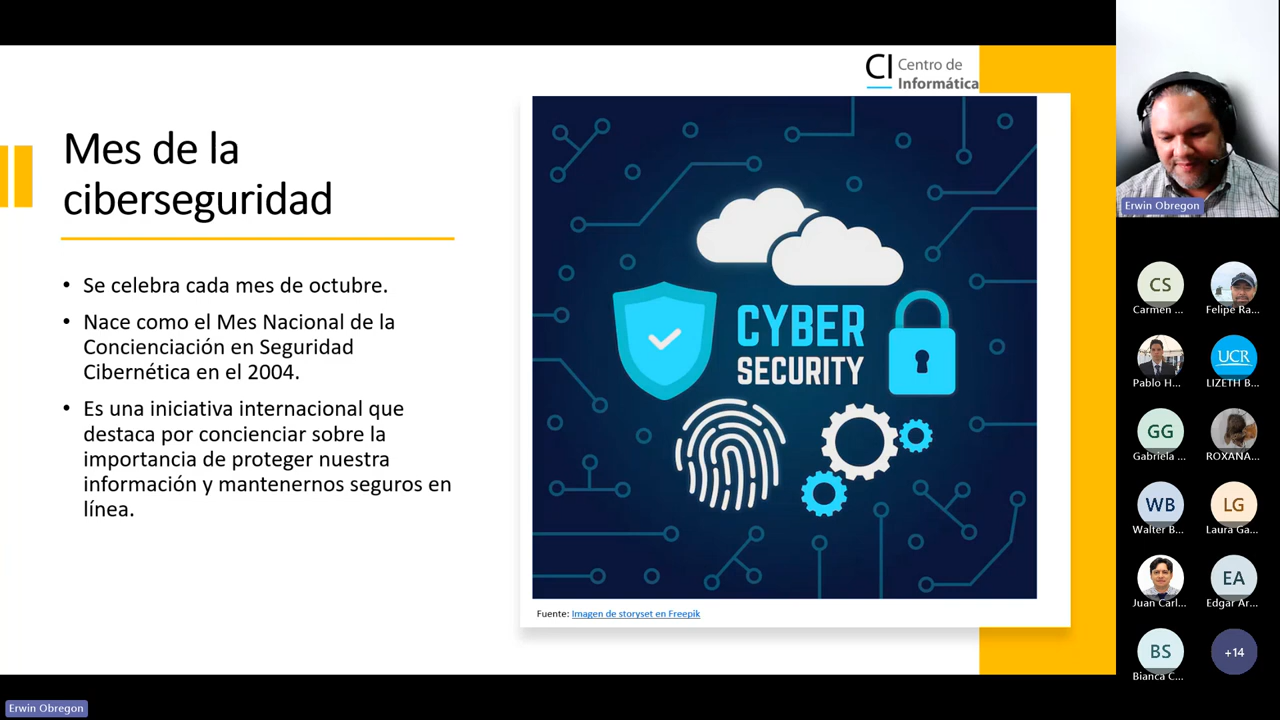 CI Centro de
Informática
Mes de la
ciberseguridad
• Se celebra cada mes de octubre.
• Nace como el Mes Nacional de la
Concienciación en Seguridad
Cibernética en el 2004.
• Es una iniciativa internacional que
destaca por concienciar sobre la
importancia de proteger nuestra
información y mantenernos seguros en
línea.
CYBER
SECURITY
Fuente: Imagen de storyset en Freepik
Erwin Obregon
CS
Carmen ...
Felipe Ra...
Pablo H...
UCR
LIZETH B...
GG
Gabriela ...
ROXANA...
WB
Walter B...
LG
Laura Ga...
Juan Carl...
EA
Edgar Ar...
BS
Bianca C...
+14
Erwin Obregon